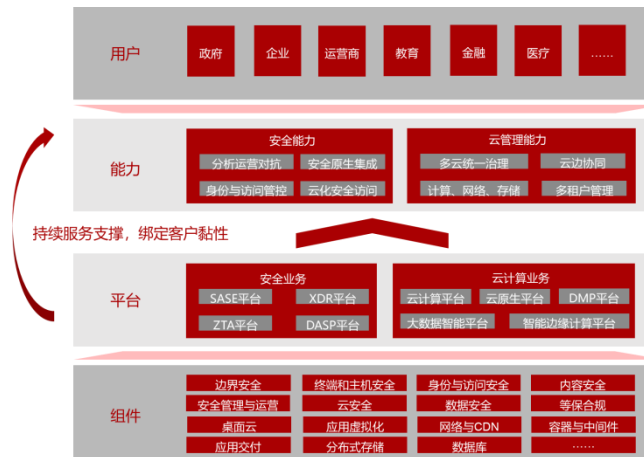 用户
政府 企业 运营商 教育 金融 医疗 ……
能力
安全能力 云管理能力
分析运营对抗 安全原生集成 多云统一治理 云边协同
身份与访问管控 云化安全访问 计算、网络、存储 多租户管理
持续服务支撑，绑定客户黏性
平台
安全业务 云计算业务
SASE平台 XDR平台 云计算平台 云原生平台 DMP平台
ZTA平台 DASP平台 大数据智能平台 智能边缘计算平台
组件
边界安全 终端和主机安全 身份与访问安全 内容安全
安全管理与运营 云安全 数据安全 等保合规
桌面云 应用虚拟化 网络与CDN 容器与中间件
应用交付 分布式存储 数据库 ……